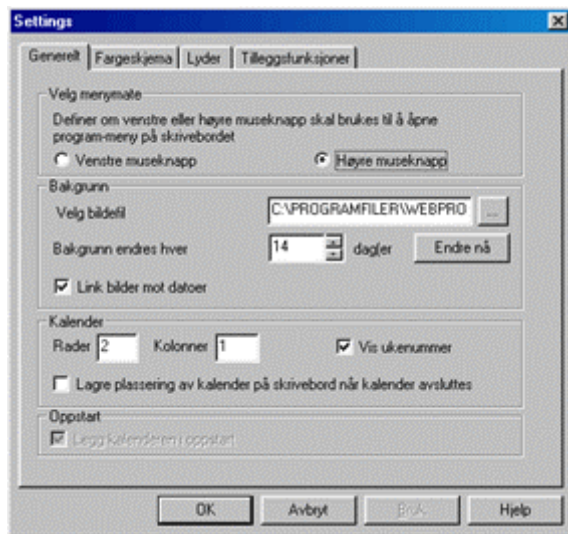 Settings
Generelt Fargeskjema Lyder Tilleggsfunksjoner
Velg menymate
Definer om venstre eller høyre museknapp skal brukes til å åpne
program-meny på skrivebordet
Venstre museknapp Høyre museknapp
Bakgrunn
Velg bildefil C:\PROGRAMFILER\WEBPRO ...
Bakgrunn endres hver 14 dag(er Endre nå
Link bilder mot datoer
Kalender
Rader 2 Kolonner 1 Vis ukenummer
Lagre plassering av kalender på skrivebord når kalender avsluttes
Oppstart
Legg kalenderen i oppstart
OK Avbryt Bruk Hjelp